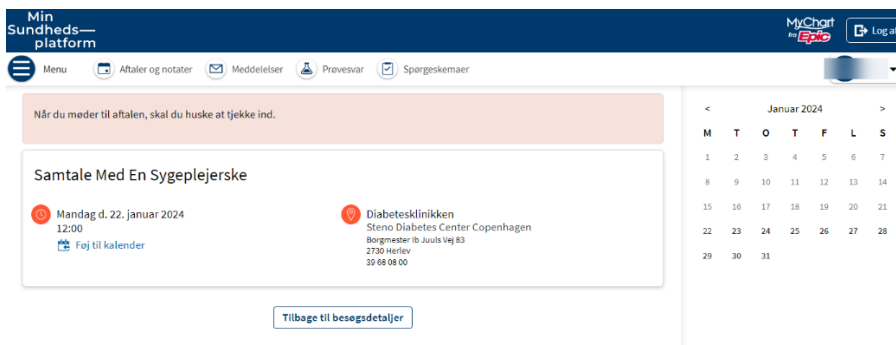 Min
Sundheds—
platform
MyChart
fra Epic
Log af
Menu
Aftaler og notater
Meddelelser
Prøvesvar
Spørgeskemaer
Når du møder til aftalen, skal du huske at tjekke ind.
Samtale Med En Sygeplejerske
Mandag d. 22. januar 2024
12:00
Føj til kalender
Diabetesklinikken
Steno Diabetes Center Copenhagen
Borgmester Ib Juuls Vej 83
2730 Herlev
39 68 08 00
Tilbage til besøgsdetaljer
< Januar 2024 >
M T O T F L S
1 2 3 4 5 6 7
8 9 10 11 12 13 14
15 16 17 18 19 20 21
22 23 24 25 26 27 28
29 30 31